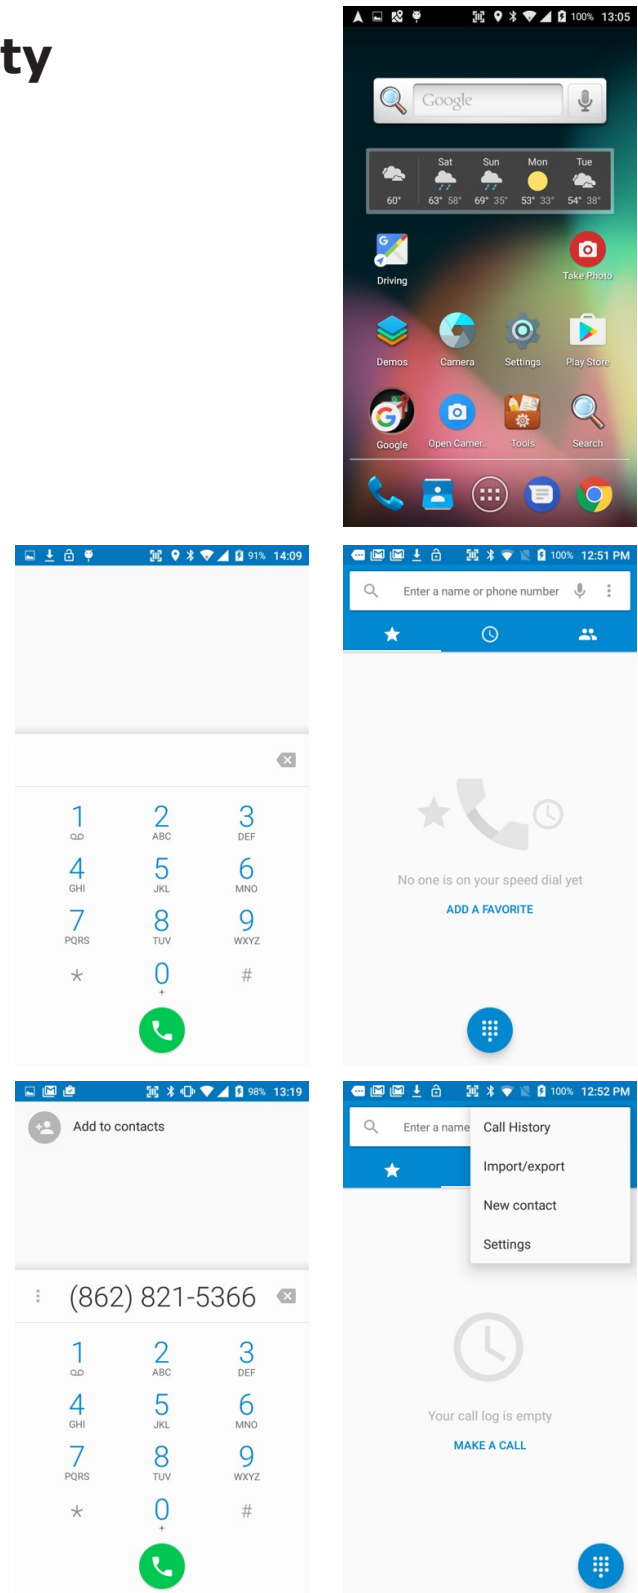 ty
100% 13:05
Google
Sat Sun Mon Tue
60° 63° 58° 69° 35° 53° 33° 54° 38°
Driving Take Photo
Demos Camera Settings Play Store
Google Open Camer.. Tools Search
91% 14:09
1 2 3
ABC DEF
4 5 6
GHI JKL MNO
7 8 9
PQRS TUV WXYZ
* 0 #
+
100% 12:51 PM
Enter a name or phone number
No one is on your speed dial yet
ADD A FAVORITE
98% 13:19
Add to contacts
(862) 821-5366
1 2 3
ABC DEF
4 5 6
GHI JKL MNO
7 8 9
PQRS TUV WXYZ
* 0 #
+
100% 12:52 PM
Enter a name
Call History
Import/export
New contact
Settings
Your call log is empty
MAKE A CALL